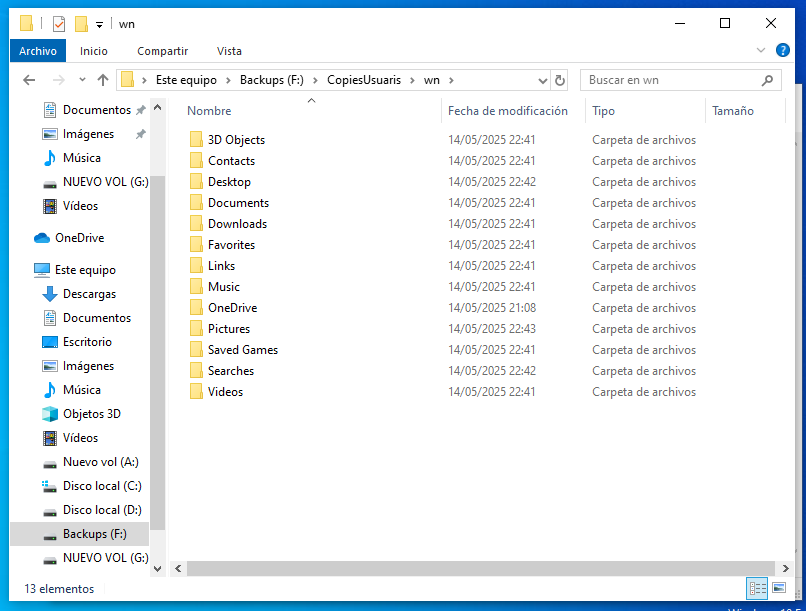 wn
Archivo Inicio Compartir Vista
Este equipo Backups (F:) CopiesUsuaris wn
Buscar en wn
Documentos
Imágenes
Música
NUEVO VOL (G:)
Vídeos
OneDrive
Este equipo
Descargas
Documentos
Escritorio
Imágenes
Música
Objetos 3D
Vídeos
Nuevo vol (A:)
Disco local (C:)
Disco local (D:)
Backups (F:)
NUEVO VOL (G:)
Nombre Fecha de modificación Tipo Tamaño
3D Objects 14/05/2025 22:41 Carpeta de archivos
Contacts 14/05/2025 22:41 Carpeta de archivos
Desktop 14/05/2025 22:42 Carpeta de archivos
Documents 14/05/2025 22:41 Carpeta de archivos
Downloads 14/05/2025 22:41 Carpeta de archivos
Favorites 14/05/2025 22:41 Carpeta de archivos
Links 14/05/2025 22:41 Carpeta de archivos
Music 14/05/2025 22:41 Carpeta de archivos
OneDrive 14/05/2025 21:08 Carpeta de archivos
Pictures 14/05/2025 22:43 Carpeta de archivos
Saved Games 14/05/2025 22:41 Carpeta de archivos
Searches 14/05/2025 22:42 Carpeta de archivos
Videos 14/05/2025 22:41 Carpeta de archivos
13 elementos